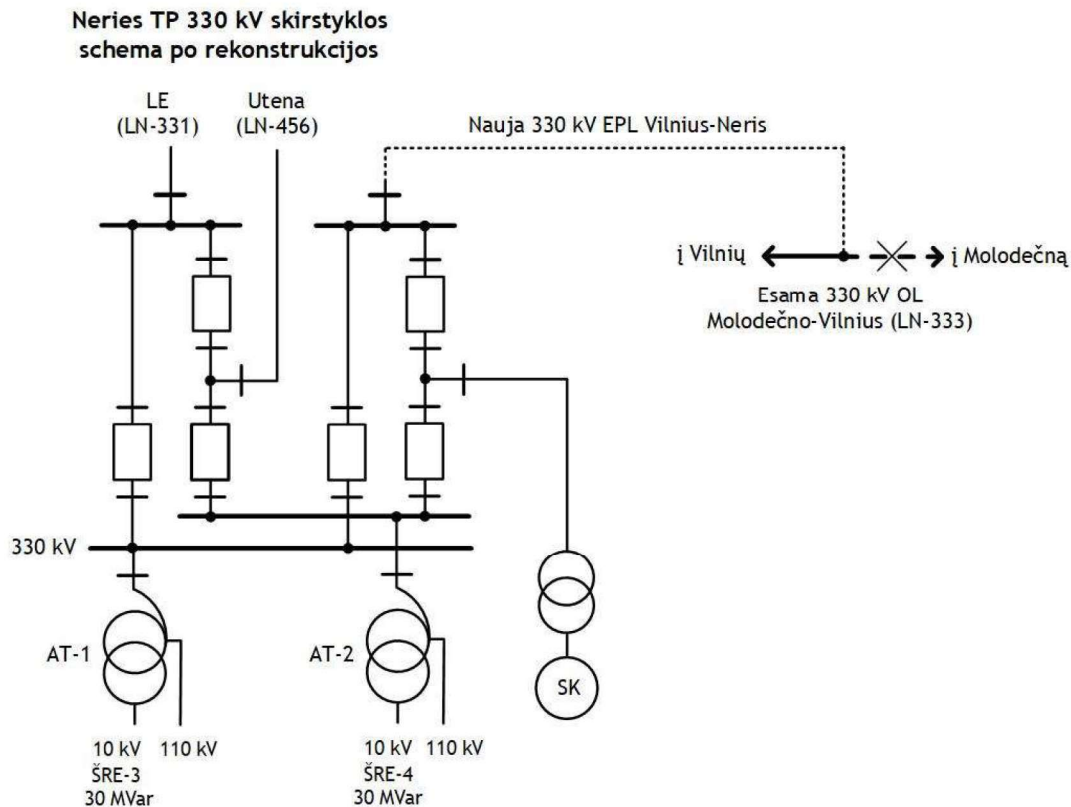 Neries TP 330 kV skirstyklos
schema po rekonstrukcijos
LE
(LN-331)
Utena
(LN-456)
Nauja 330 kV EPL Vilnius-Neris
į Vilnių
į Molodečną
Esama 330 kV OL
Molodečno-Vilnius (LN-333)
330 kV
AT-1
AT-2
SK
10 kV
110 kV
ŠRE-3
30 MVar
10 kV
110 kV
ŠRE-4
30 MVar